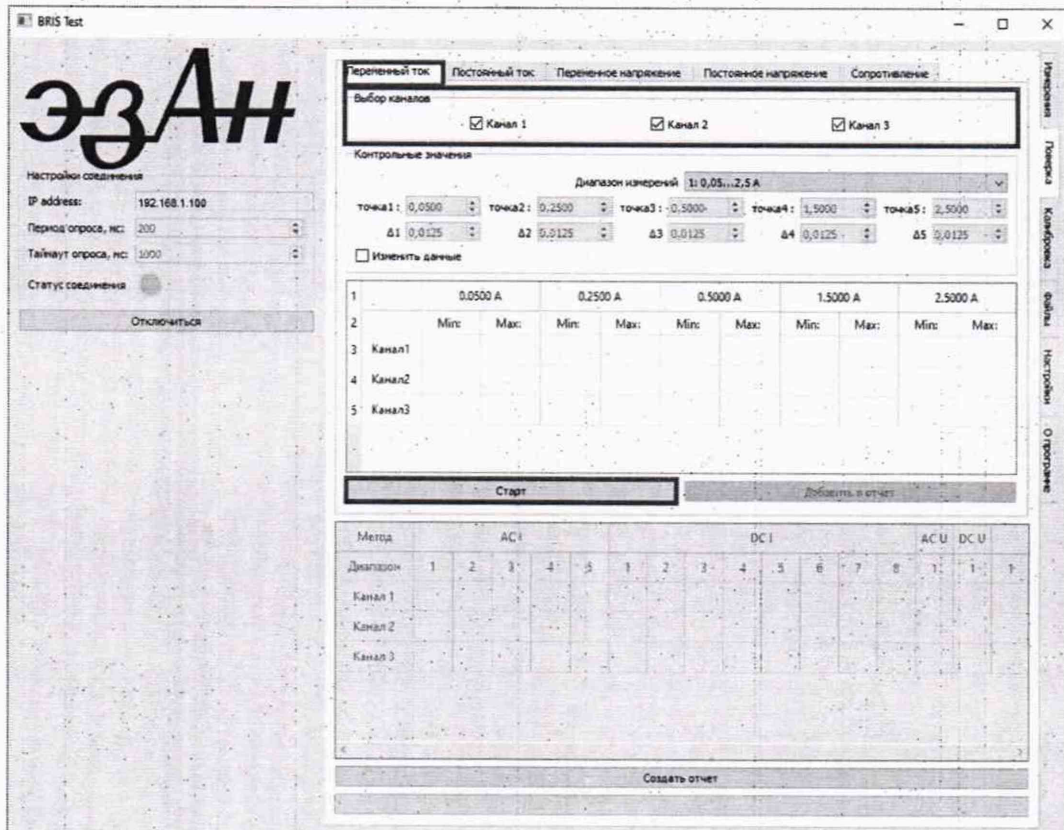 BRIS Test
эзАн
Настройки соединения
IP address: 192.168.1.100
Период опроса, мс: 200
Таймаут опроса, мс: 1000
Статус соединения
Отключиться
Переменный ток Постоянный ток Переменное напряжение Постоянное напряжение Сопротивление
Выбор каналов
Канал 1 Канал 2 Канал 3
Контрольные значения
Диапазон измерений 1: 0,05...2,5 A
точка1: 0,0500 точка2: 0,2500 точка3: 0,5000 точка4: 1,5000 точка5: 2,5000
Δ1 0,0125 Δ2 0,0125 Δ3 0,0125 Δ4 0,0125 Δ5 0,0125
Изменить данные
1 0.0500 A 0.2500 A 0.5000 A 1.5000 A 2.5000 A
2 Min: Max: Min: Max: Min: Max: Min: Max: Min: Max:
3 Канал1
4 Канал2
5 Канал3
Старт Добавить в отчет
Метод AC I DC I AC U DC U
Диапазон 1 2 3 4 5 1 2 3 4 5 6 7 8 1 1 1
Канал 1
Канал 2
Канал 3
Создать отчет
Измерения
Поверка
Калибровка
Файлы
Настройки
О программе